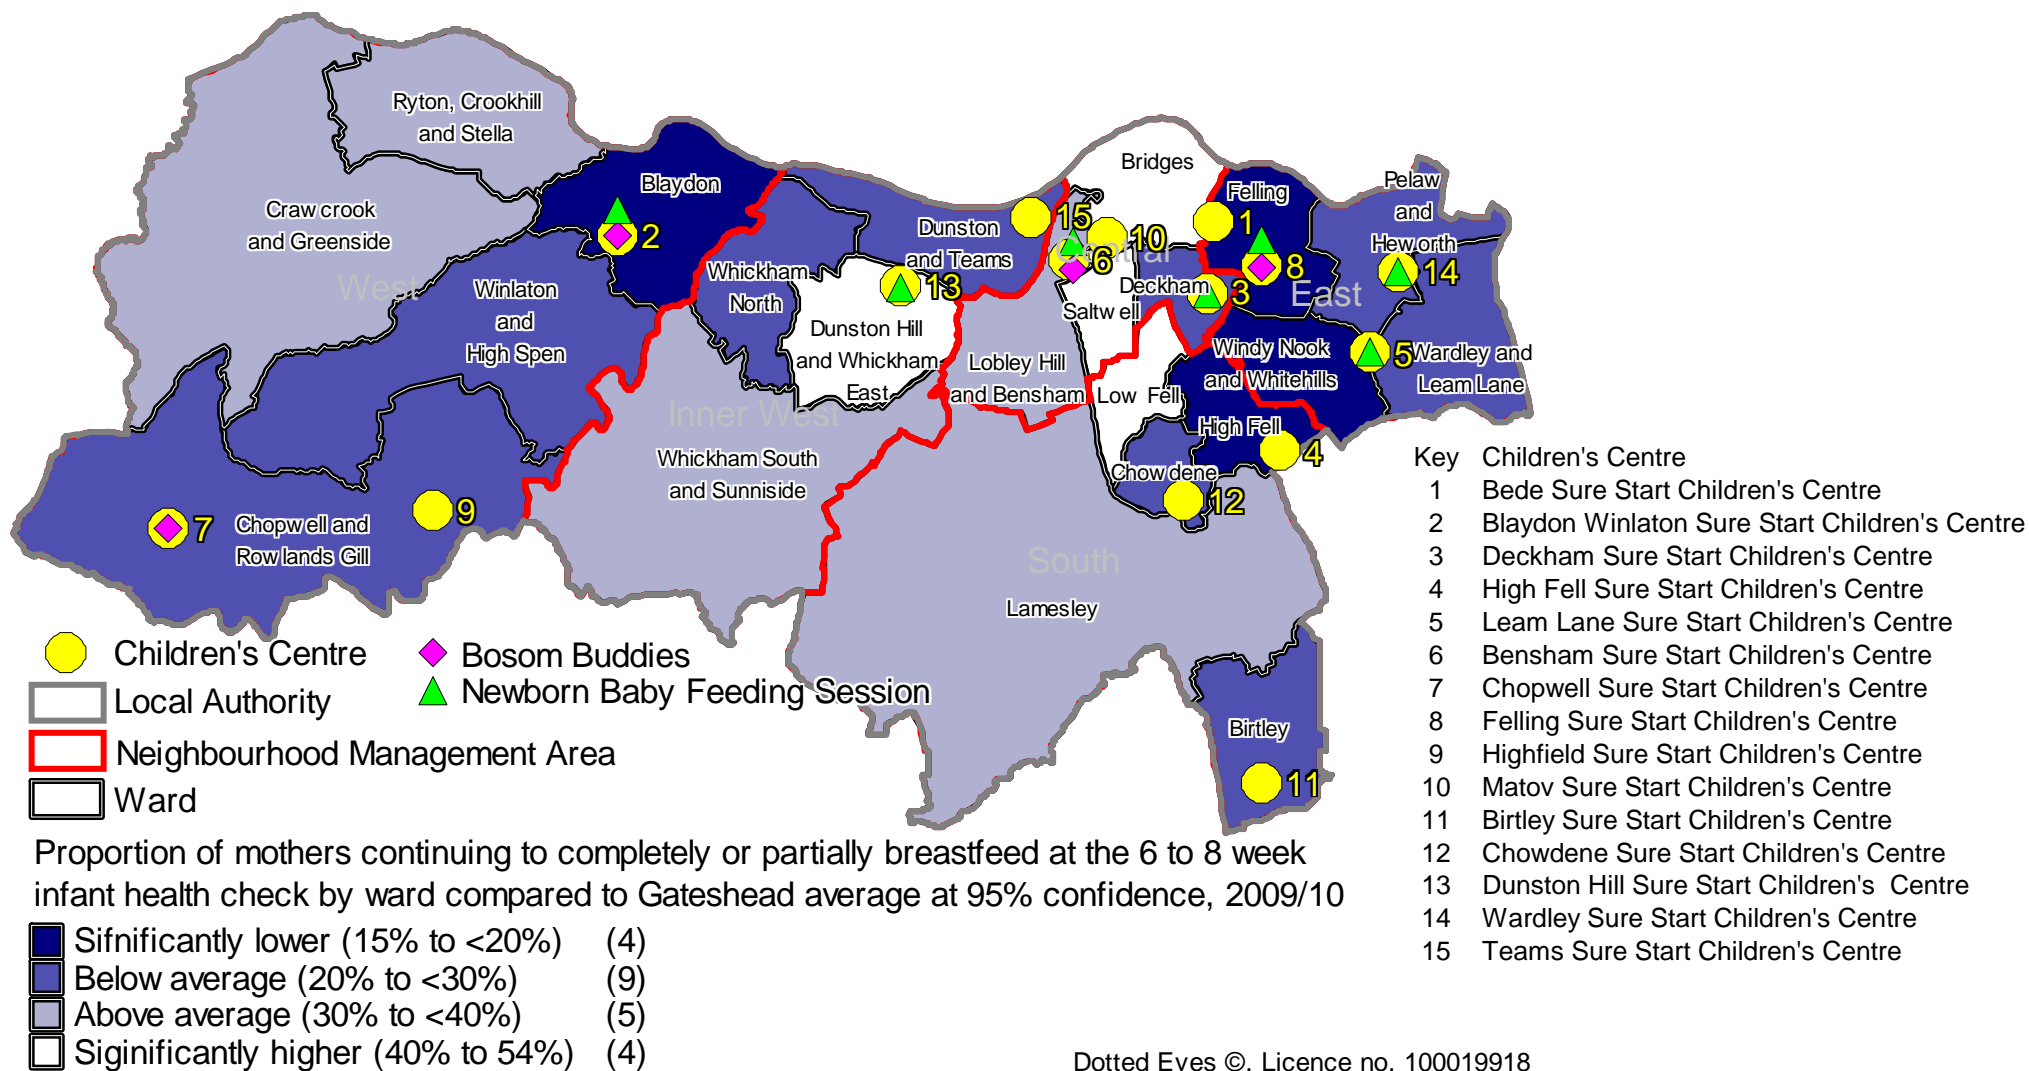 Ryton, Crookhill
and Stella
Blaydon
Bridges
Felling
Pelaw
and
Heworth
Crawcrook
and Greenside
West
Winlaton
and
High Spen
Whickham
North
Dunston
and Teams
Central
Deckham
East
Saltwell
Dunston Hill
and Whickham
East
Lobley Hill
and Bensham
Low Fell
Windy Nook
and Whitehills
Wardley and
Leam Lane
High Fell
Inner West
Whickham South
and Sunniside
Chowdene
Chopwell and
Rowlands Gill
South
Lamesley
Birtley
2
15
10
1
6
8
13
3
14
5
4
12
7
9
11
Children's Centre
Bosom Buddies
Newborn Baby Feeding Session
Local Authority
Neighbourhood Management Area
Ward
Proportion of mothers continuing to completely or partially breastfeed at the 6 to 8 week
infant health check by ward compared to Gateshead average at 95% confidence, 2009/10
Sifnificantly lower (15% to <20%) (4)
Below average (20% to <30%) (9)
Above average (30% to <40%) (5)
Siginificantly higher (40% to 54%) (4)
Key Children's Centre
1 Bede Sure Start Children's Centre
2 Blaydon Winlaton Sure Start Children's Centre
3 Deckham Sure Start Children's Centre
4 High Fell Sure Start Children's Centre
5 Leam Lane Sure Start Children's Centre
6 Bensham Sure Start Children's Centre
7 Chopwell Sure Start Children's Centre
8 Felling Sure Start Children's Centre
9 Highfield Sure Start Children's Centre
10 Matov Sure Start Children's Centre
11 Birtley Sure Start Children's Centre
12 Chowdene Sure Start Children's Centre
13 Dunston Hill Sure Start Children's Centre
14 Wardley Sure Start Children's Centre
15 Teams Sure Start Children's Centre
Dotted Eyes ©. Licence no. 100019918